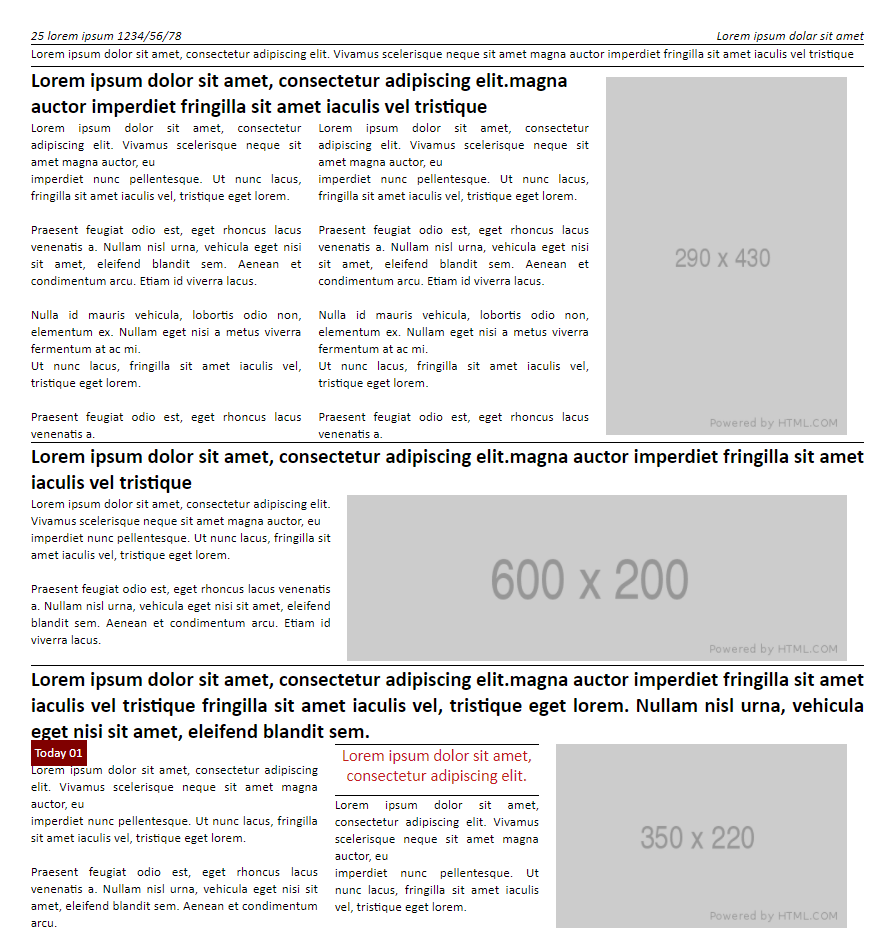 25 lorem ipsum 1234/56/78
Lorem ipsum dolar sit amet
Lorem ipsum dolor sit amet, consectetur adipiscing elit. Vivamus scelerisque neque sit amet magna auctor imperdiet fringilla sit amet iaculis vel tristique
Lorem ipsum dolor sit amet, consectetur adipiscing elit.magna
auctor imperdiet fringilla sit amet iaculis vel tristique
Lorem ipsum dolor sit amet, consectetur
adipiscing elit. Vivamus scelerisque neque sit
amet magna auctor, eu
imperdiet nunc pellentesque. Ut nunc lacus,
fringilla sit amet iaculis vel, tristique eget lorem.
Praesent feugiat odio est, eget rhoncus lacus
venenatis a. Nullam nisl urna, vehicula eget nisi
sit amet, eleifend blandit sem. Aenean et
condimentum arcu. Etiam id viverra lacus.
Nulla id mauris vehicula, lobortis odio non,
elementum ex. Nullam eget nisi a metus viverra
fermentum at ac mi.
Ut nunc lacus, fringilla sit amet iaculis vel,
tristique eget lorem.
Praesent feugiat odio est, eget rhoncus lacus
venenatis a.
Lorem ipsum dolor sit amet, consectetur
adipiscing elit. Vivamus scelerisque neque sit
amet magna auctor, eu
imperdiet nunc pellentesque. Ut nunc lacus,
fringilla sit amet iaculis vel, tristique eget lorem.
Praesent feugiat odio est, eget rhoncus lacus
venenatis a. Nullam nisl urna, vehicula eget nisi
sit amet, eleifend blandit sem. Aenean et
condimentum arcu. Etiam id viverra lacus.
Nulla id mauris vehicula, lobortis odio non,
elementum ex. Nullam eget nisi a metus viverra
fermentum at ac mi.
Ut nunc lacus, fringilla sit amet iaculis vel,
tristique eget lorem.
Praesent feugiat odio est, eget rhoncus lacus
venenatis a.
290 x 430
Powered by HTML.COM
Lorem ipsum dolor sit amet, consectetur adipiscing elit.magna auctor imperdiet fringilla sit amet
iaculis vel tristique
Lorem ipsum dolor sit amet, consectetur adipiscing elit.
Vivamus scelerisque neque sit amet magna auctor, eu
imperdiet nunc pellentesque. Ut nunc lacus, fringilla sit
amet iaculis vel, tristique eget lorem.
Praesent feugiat odio est, eget rhoncus lacus venenatis
a. Nullam nisl urna, vehicula eget nisi sit amet, eleifend
blandit sem. Aenean et condimentum arcu. Etiam id
viverra lacus.
600 x 200
Powered by HTML.COM
Lorem ipsum dolor sit amet, consectetur adipiscing elit.magna auctor imperdiet fringilla sit amet
iaculis vel tristique fringilla sit amet iaculis vel, tristique eget lorem. Nullam nisl urna, vehicula
eget nisi sit amet, eleifend blandit sem.
Today 01
Lorem ipsum dolor sit amet, consectetur adipiscing
elit. Vivamus scelerisque neque sit amet magna
auctor, eu
imperdiet nunc pellentesque. Ut nunc lacus, fringilla
sit amet iaculis vel, tristique eget lorem.
Praesent feugiat odio est, eget rhoncus lacus
venenatis a. Nullam nisl urna, vehicula eget nisi sit
amet, eleifend blandit sem. Aenean et condimentum
arcu.
Lorem ipsum dolor sit amet,
consectetur adipiscing elit.
Lorem ipsum dolor sit amet,
consectetur adipiscing elit. Vivamus
scelerisque neque sit amet magna
auctor, eu
imperdiet nunc pellentesque. Ut
nunc lacus, fringilla sit amet iaculis
vel, tristique eget lorem.
350 x 220
Powered by HTML.COM